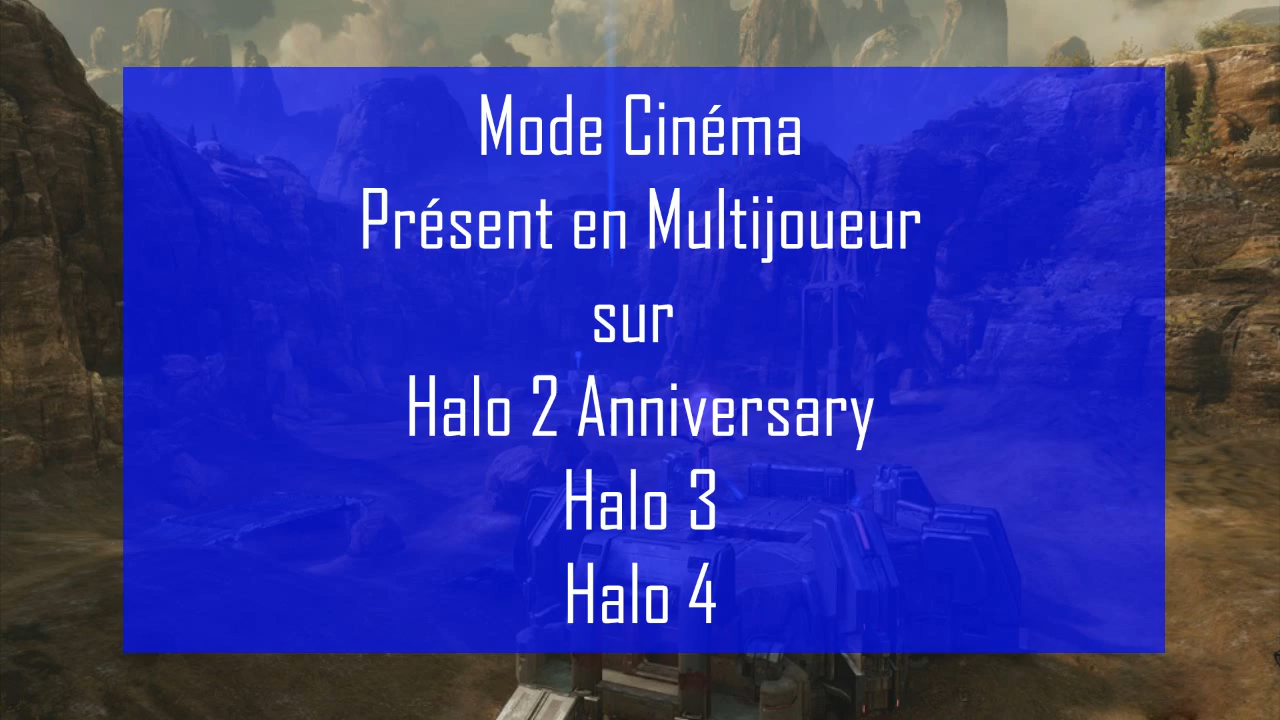 Mode Cinéma
Présent en Multijoueur
sur
Halo 2 Anniversary
Halo 3
Halo 4